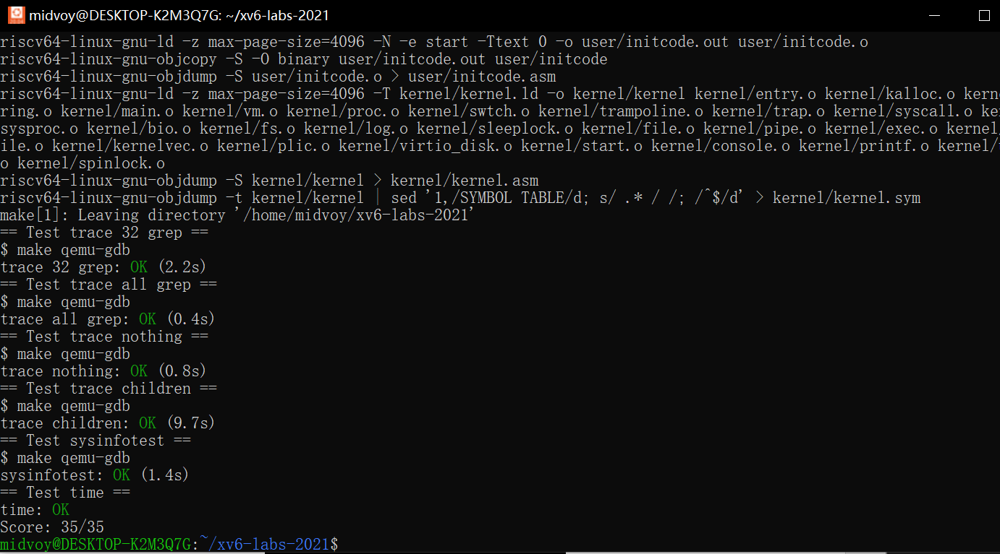 midvoy@DESKTOP-K2M3Q7G: ~/xv6-labs-2021
riscv64-linux-gnu-ld -z max-page-size=4096 -N -e start -Ttext 0 -o user/initcode.out user/initcode.o
riscv64-linux-gnu-objcopy -S -O binary user/initcode.out user/initcode
riscv64-linux-gnu-objdump -S user/initcode.o > user/initcode.asm
riscv64-linux-gnu-ld -z max-page-size=4096 -T kernel/kernel.ld -o kernel/kernel kernel/entry.o kernel/kalloc.o kern
ring.o kernel/main.o kernel/vm.o kernel/proc.o kernel/swtch.o kernel/trampoline.o kernel/trap.o kernel/syscall.o ke
sysproc.o kernel/bio.o kernel/fs.o kernel/log.o kernel/sleeplock.o kernel/file.o kernel/pipe.o kernel/exec.o kernel/
ile.o kernel/kernelvec.o kernel/plic.o kernel/virtio_disk.o kernel/start.o kernel/console.o kernel/printf.o kernel/
o kernel/spinlock.o
riscv64-linux-gnu-objdump -S kernel/kernel > kernel/kernel.asm
riscv64-linux-gnu-objdump -t kernel/kernel | sed '1,/SYMBOL TABLE/d; s/ .* / /; /^$/d' > kernel/kernel.sym
make[1]: Leaving directory '/home/midvoy/xv6-labs-2021'
== Test trace 32 grep ==
$ make qemu-gdb
trace 32 grep: OK (2.2s)
== Test trace all grep ==
$ make qemu-gdb
trace all grep: OK (0.4s)
== Test trace nothing ==
$ make qemu-gdb
trace nothing: OK (0.8s)
== Test trace children ==
$ make qemu-gdb
trace children: OK (9.7s)
== Test sysinfotest ==
$ make qemu-gdb
sysinfotest: OK (1.4s)
== Test time ==
time: OK
Score: 35/35
midvoy@DESKTOP-K2M3Q7G:~/xv6-labs-2021$